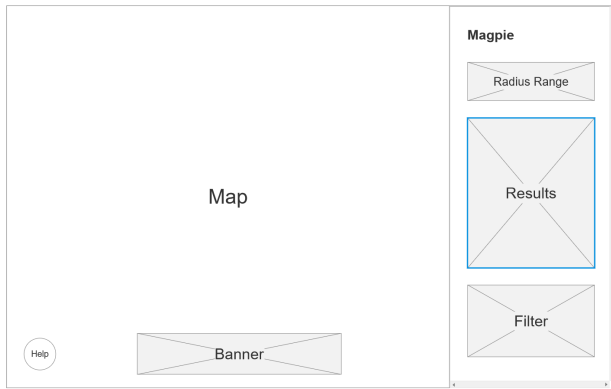 Magpie
Radius Range
Map
Results
Filter
Help
Banner